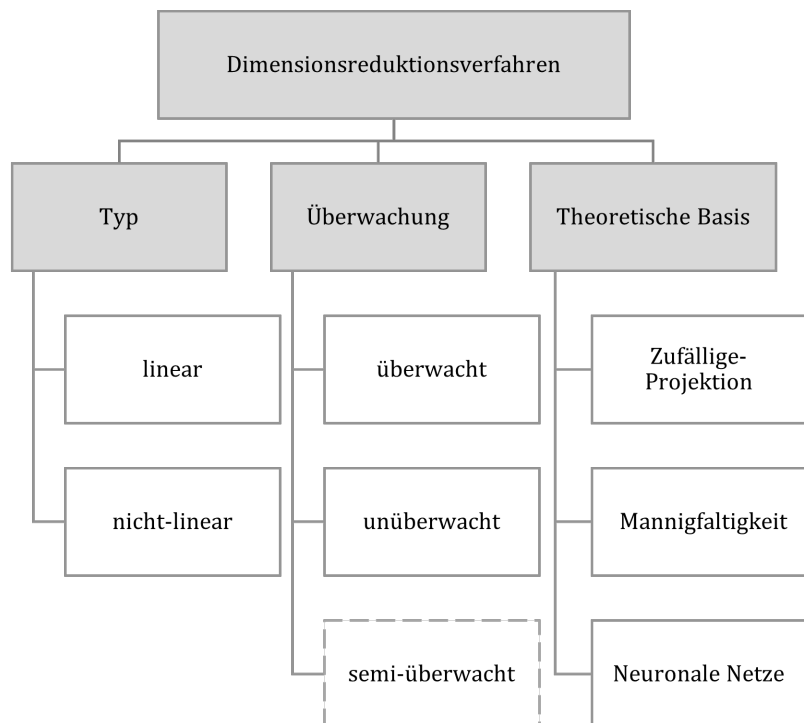 Dimensionsreduktionsverfahren
Typ
Überwachung
Theoretische Basis
linear
überwacht
Zufällige-
Projektion
nicht-linear
unüberwacht
Mannigfaltigkeit
semi-überwacht
Neuronale Netze